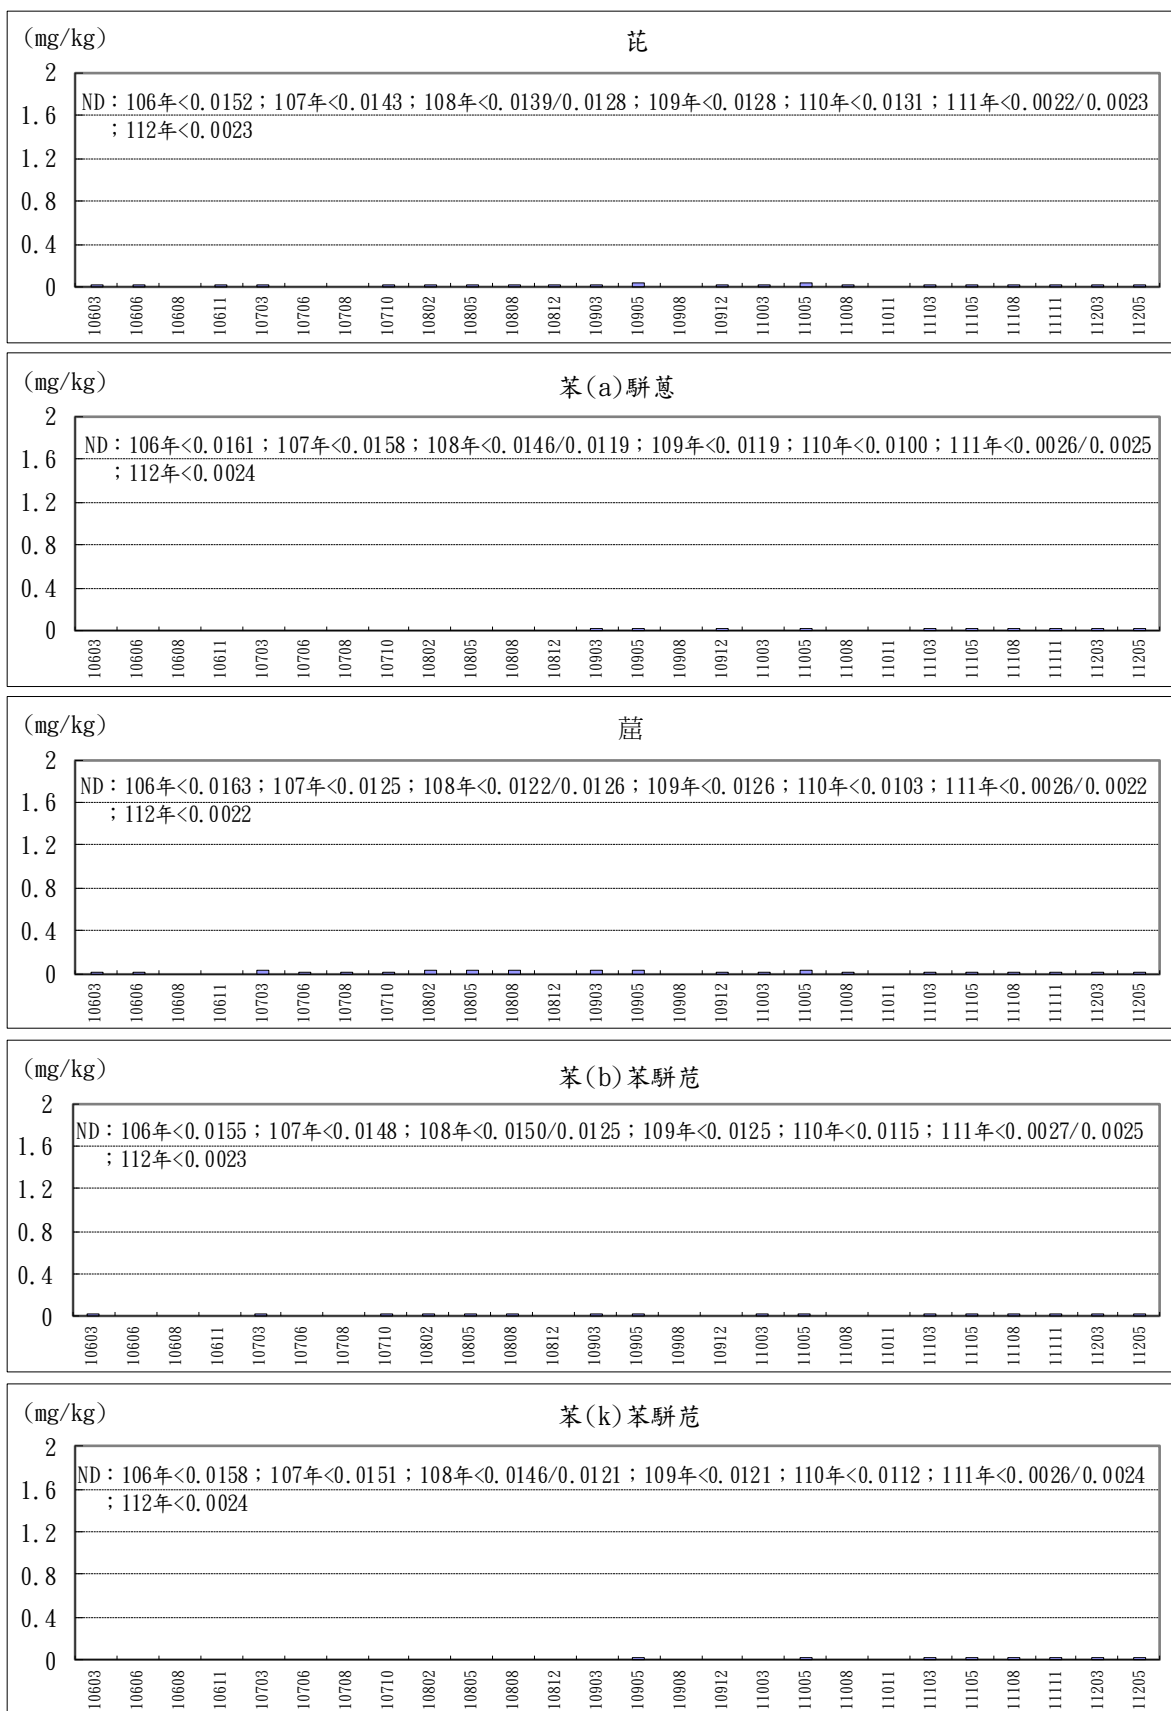 (mg/kg)
芘
2
ND：106年<0.0152；107年<0.0143；108年<0.0139/0.0128；109年<0.0128；110年<0.0131；111年<0.0022/0.0023
1.6
；112年<0.0023
1.2
0.8
0.4
0
10603 10606 10608 10611 10703 10706 10708 10710 10802 10805 10808 10812 10903 10905 10908 10912 11003 11005 11008 11011 11103 11105 11108 11111 11203 11205
(mg/kg)
苯(a)駢蒽
2
ND：106年<0.0161；107年<0.0158；108年<0.0146/0.0119；109年<0.0119；110年<0.0100；111年<0.0026/0.0025
1.6
；112年<0.0024
1.2
0.8
0.4
0
10603 10606 10608 10611 10703 10706 10708 10710 10802 10805 10808 10812 10903 10905 10908 10912 11003 11005 11008 11011 11103 11105 11108 11111 11203 11205
(mg/kg)
䓛
2
ND：106年<0.0163；107年<0.0125；108年<0.0122/0.0126；109年<0.0126；110年<0.0103；111年<0.0026/0.0022
1.6
；112年<0.0022
1.2
0.8
0.4
0
10603 10606 10608 10611 10703 10706 10708 10710 10802 10805 10808 10812 10903 10905 10908 10912 11003 11005 11008 11011 11103 11105 11108 11111 11203 11205
(mg/kg)
苯(b)苯駢苊
2
ND：106年<0.0155；107年<0.0148；108年<0.0150/0.0125；109年<0.0125；110年<0.0115；111年<0.0027/0.0025
1.6
；112年<0.0023
1.2
0.8
0.4
0
10603 10606 10608 10611 10703 10706 10708 10710 10802 10805 10808 10812 10903 10905 10908 10912 11003 11005 11008 11011 11103 11105 11108 11111 11203 11205
(mg/kg)
苯(k)苯駢苊
2
ND：106年<0.0158；107年<0.0151；108年<0.0146/0.0121；109年<0.0121；110年<0.0112；111年<0.0026/0.0024
1.6
；112年<0.0024
1.2
0.8
0.4
0
10603 10606 10608 10611 10703 10706 10708 10710 10802 10805 10808 10812 10903 10905 10908 10912 11003 11005 11008 11011 11103 11105 11108 11111 11203 11205